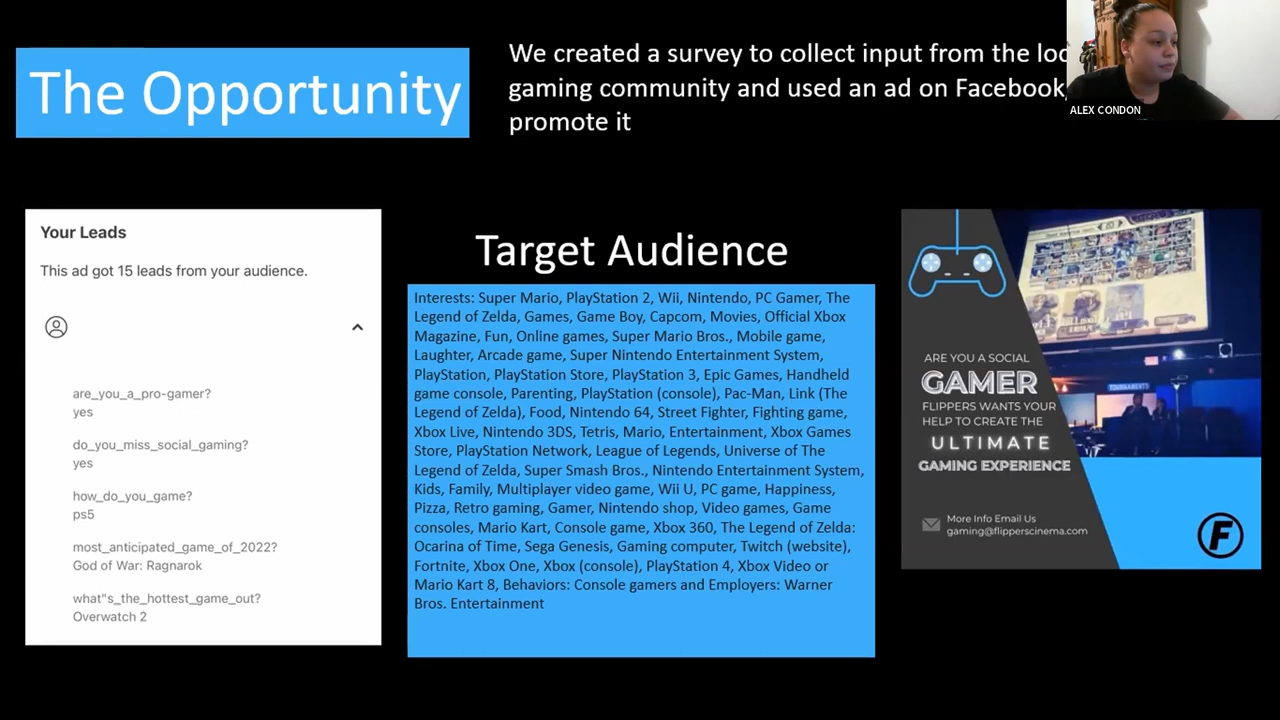 The Opportunity
We created a survey to collect input from the
gaming community and used an ad on Facebook
promote it
ALEX CONDON
Your Leads
This ad got 15 leads from your audience.
are_you_a_pro-gamer?
yes
do_you_miss_social_gaming?
yes
how_do_you_game?
ps5
most_anticipated_game_of_2022?
God of War: Ragnarok
what"s_the_hottest_game_out?
Overwatch 2
Target Audience
Interests: Super Mario, PlayStation 2, Wii, Nintendo, PC Gamer, The
Legend of Zelda, Games, Game Boy, Capcom, Movies, Official Xbox
Magazine, Fun, Online games, Super Mario Bros., Mobile game,
Laughter, Arcade game, Super Nintendo Entertainment System,
PlayStation, PlayStation Store, PlayStation 3, Epic Games, Handheld
game console, Parenting, PlayStation (console), Pac-Man, Link (The
Legend of Zelda), Food, Nintendo 64, Street Fighter, Fighting game,
Xbox Live, Nintendo 3DS, Tetris, Mario, Entertainment, Xbox Games
Store, PlayStation Network, League of Legends, Universe of The
Legend of Zelda, Super Smash Bros., Nintendo Entertainment System,
Kids, Family, Multiplayer video game, Wii U, PC game, Happiness,
Pizza, Retro gaming, Gamer, Nintendo shop, Video games, Game
consoles, Mario Kart, Console game, Xbox 360, The Legend of Zelda:
Ocarina of Time, Sega Genesis, Gaming computer, Twitch (website),
Fortnite, Xbox One, Xbox (console), PlayStation 4, Xbox Video or
Mario Kart 8, Behaviors: Console gamers and Employers: Warner
Bros. Entertainment
TOURNAMENTS
ARE YOU A SOCIAL
GAMER
FLIPPERS WANTS YOUR
HELP TO CREATE THE
ULTIMATE
GAMING EXPERIENCE
More Info Email Us
gaming@flipperscinema.com
F